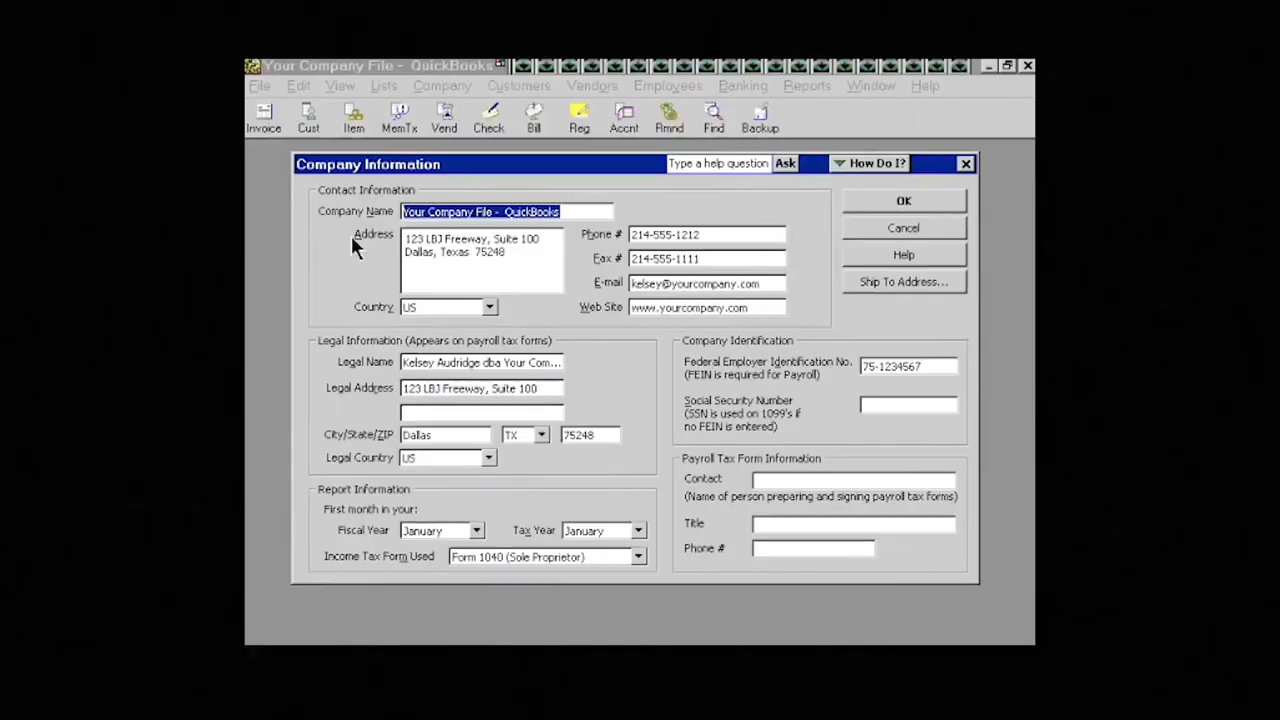 Your Company File - QuickBooks
File Edit View Lists Company Customers Vendors Employees Banking Reports Window Help
Invoice Cust Item MemTx Vend Check Bill Reg Accnt Rmnd Find Backup
Company Information Type a help question Ask How Do I?
Contact Information
Company Name Your Company File - QuickBooks
Address 123 LBJ Freeway, Suite 100
Dallas, Texas 75248
Country US
Phone # 214-555-1212
Fax # 214-555-1111
E-mail kelsey@yourcompany.com
Web Site www.yourcompany.com
OK
Cancel
Help
Ship To Address...
Legal Information (Appears on payroll tax forms)
Legal Name Kelsey Audridge dba Your Com...
Legal Address 123 LBJ Freeway, Suite 100
City/State/ZIP Dallas TX 75248
Legal Country US
Company Identification
Federal Employer Identification No. 75-1234567
(FEIN is required for Payroll)
Social Security Number
(SSN is used on 1099's if
no FEIN is entered)
Report Information
First month in your:
Fiscal Year January Tax Year January
Income Tax Form Used Form 1040 (Sole Proprietor)
Payroll Tax Form Information
Contact
(Name of person preparing and signing payroll tax forms)
Title
Phone #